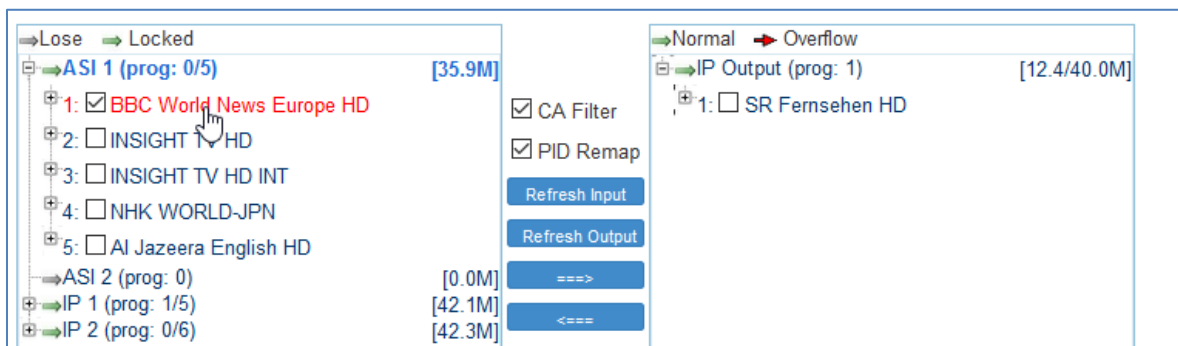 Lose Locked
ASI 1 (prog: 0/5) [35.9M]
1: BBC World News Europe HD
2: INSIGHT TV HD
3: INSIGHT TV HD INT
4: NHK WORLD-JPN
5: Al Jazeera English HD
ASI 2 (prog: 0) [0.0M]
IP 1 (prog: 1/5) [42.1M]
IP 2 (prog: 0/6) [42.3M]
CA Filter
PID Remap
Refresh Input
Refresh Output
===>
<===
Normal Overflow
IP Output (prog: 1) [12.4/40.0M]
1: SR Fernsehen HD